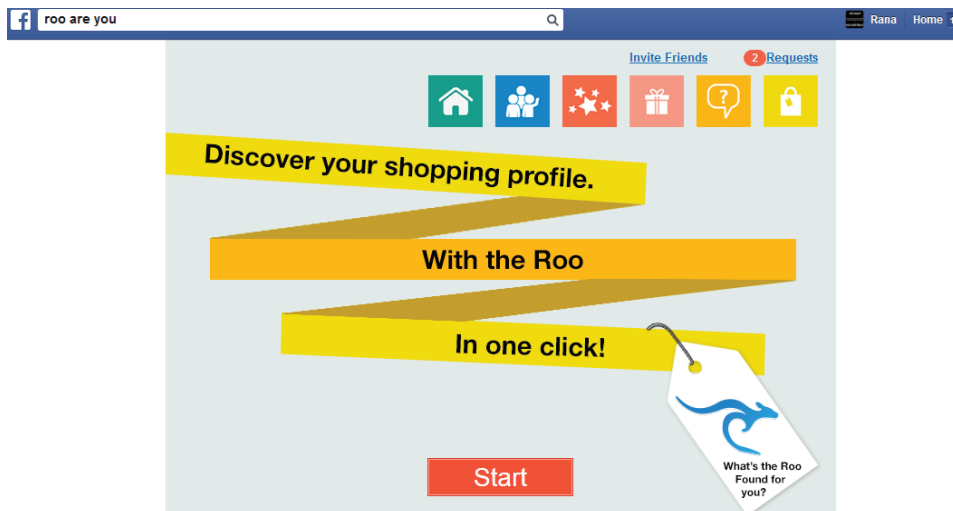 roo are you
Rana Home
Invite Friends
2 Requests
?
Discover your shopping profile.
With the Roo
In one click!
What's the Roo
Found for
you?
Start